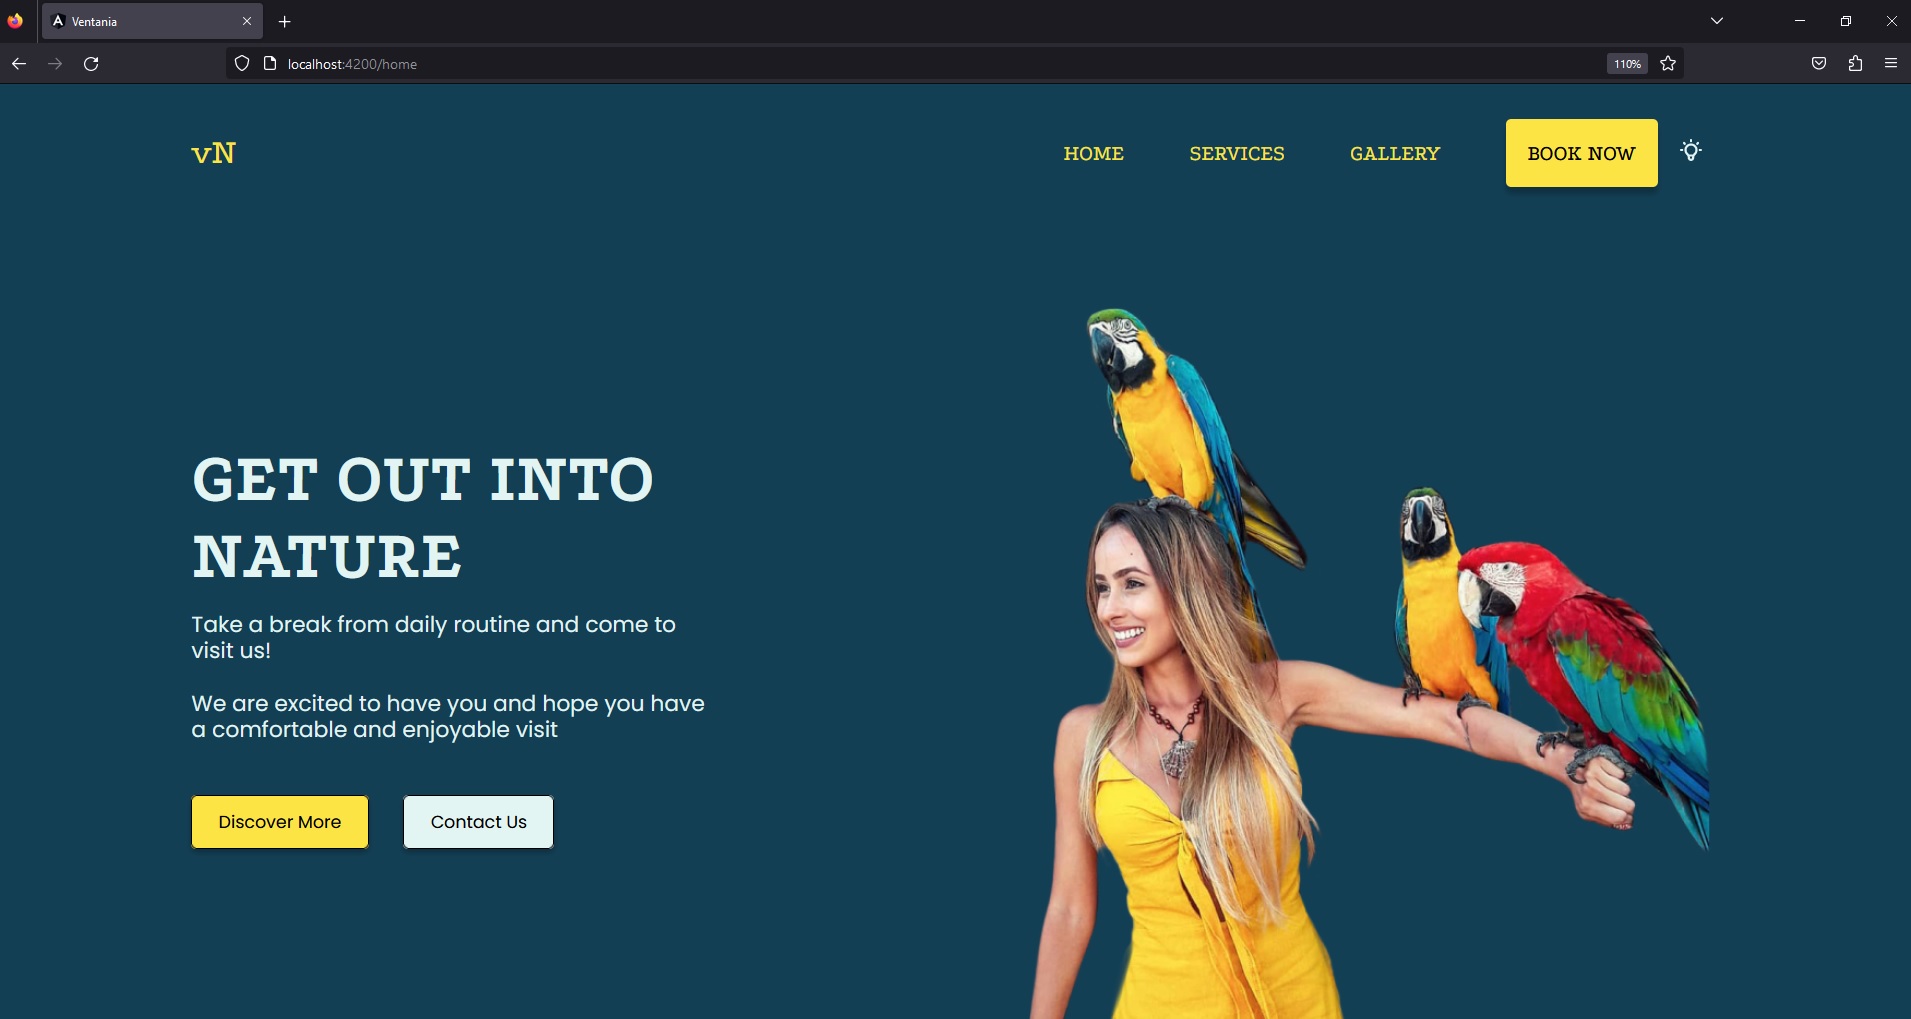 Ventania
localhost:4200/home
110%
vN
HOME
SERVICES
GALLERY
BOOK NOW
GET OUT INTO
NATURE
Take a break from daily routine and come to
visit us!
We are excited to have you and hope you have
a comfortable and enjoyable visit
Discover More
Contact Us